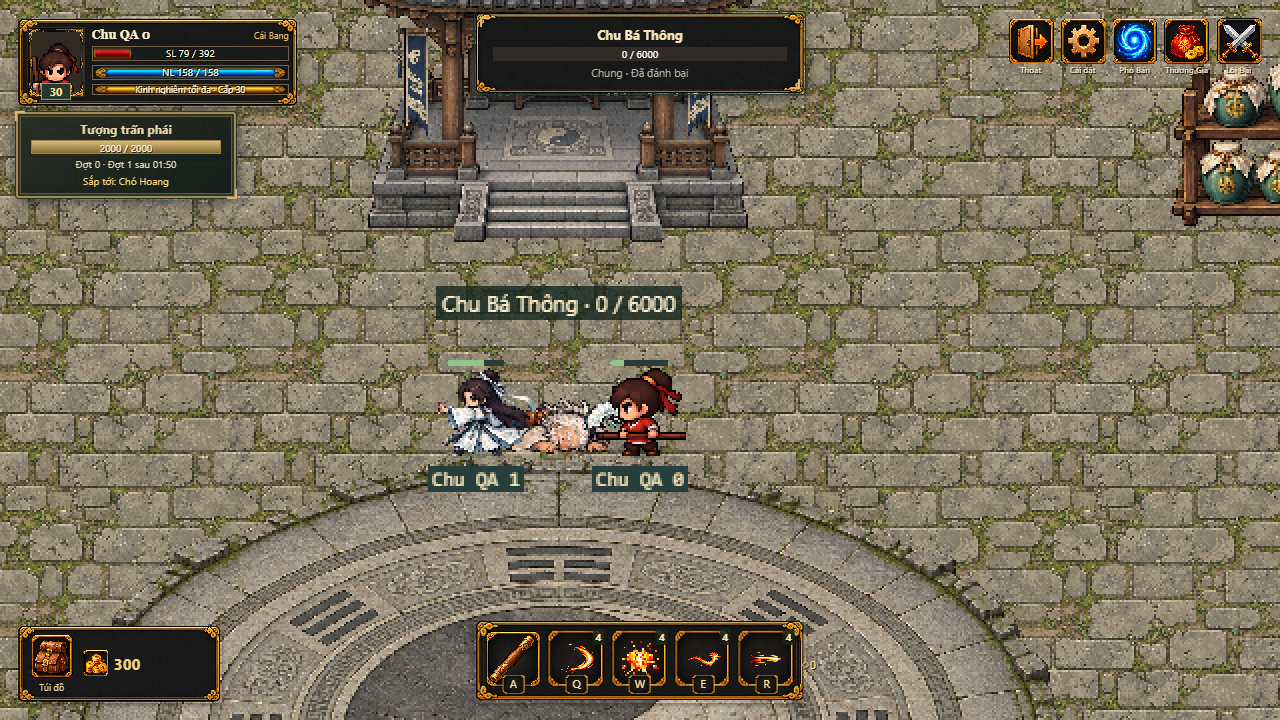 Chu QA 0
Cái Bang
SL 79 / 392
NL 158 / 158
30
Kinh nghiệm tối đa · Cấp 30
Tượng trấn phái
2000 / 2000
Đợt 0 · Đợt 1 sau 01:50
Sắp tới: Chó Hoang
Chu Bá Thông
0 / 6000
Chung · Đã đánh bại
Thoát
Cài đặt
Phó Bản
Thương Gia
Lôi Đài
Chu Bá Thông · 0 / 6000
Chu QA 1
Chu QA 0
300
Túi đồ
A
4
Q
4
W
4
E
4
R